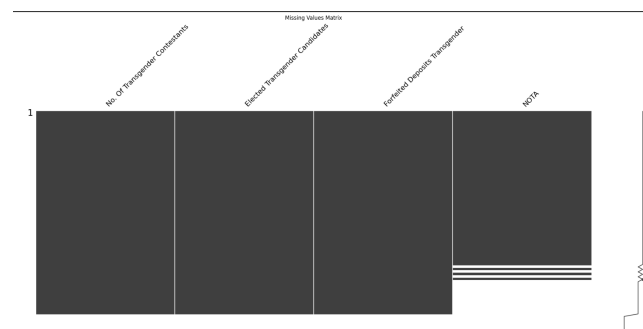 Missing Values Matrix
No. Of Transgender Contestants
Elected Transgender Candidates
Forfeited Deposits Transgender
NOTA
1